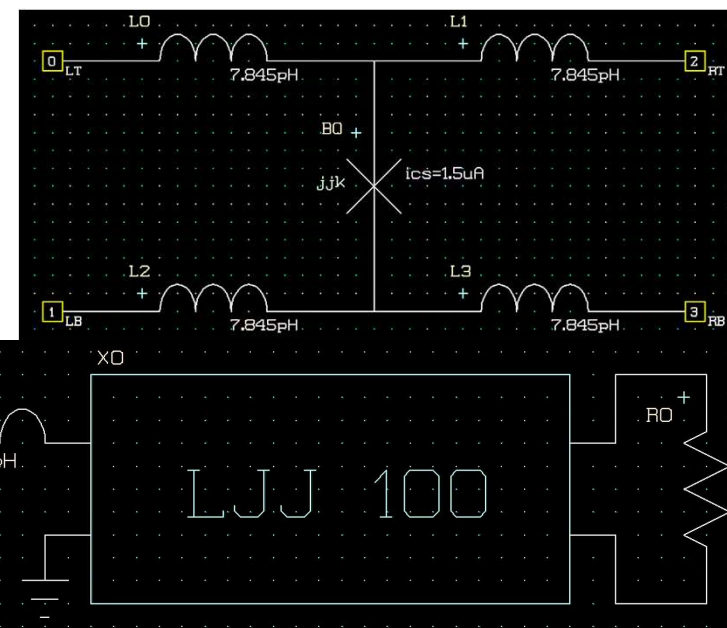 L0
L1
0
LT
7.845pH
7.845pH
2
RT
B0
jjk
ics=1.5uA
L2
L3
1
LB
7.845pH
7.845pH
3
RB
X0
R0
pH
LJJ 100